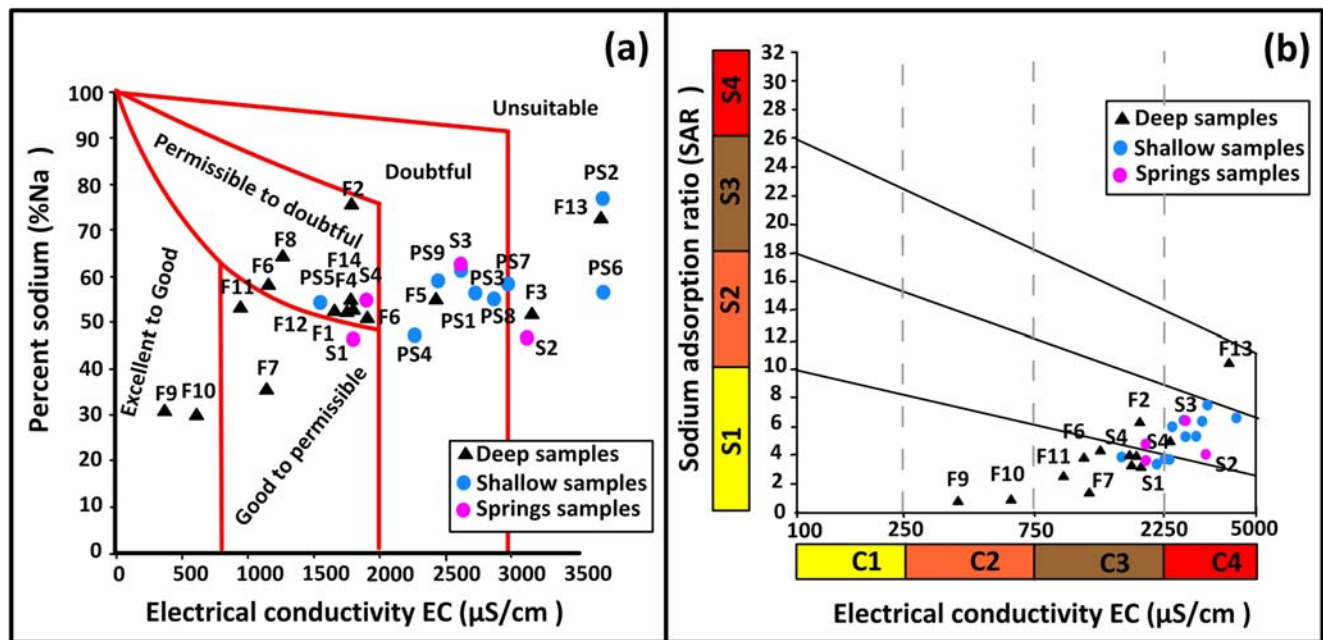 (a)
Percent sodium (%Na )
100
90
80
70
60
50
40
30
20
10
0
0 500 1000 1500 2000 2500 3000 3500
Electrical conductivity EC (µS/cm )
Unsuitable
Doubtful
Permissible to doubtful
Excellent to Good
Good to permissible
PS2
F13
F2
F8
F14
S3
PS9
PS7
F6
PS5
F4
S4
PS3
PS6
F11
F5
F3
F12
F1
F6
PS1
PS8
S1
PS4
S2
F7
F9
F10
Deep samples
Shallow samples
Springs samples
(b)
Sodium adsorption ratio (SAR)
S4
S3
S2
S1
32
28
26
24
22
20
18
16
14
12
10
8
6
4
2
0
100 250 750 2250 5000
C1 C2 C3 C4
Electrical conductivity EC (µS/cm )
Deep samples
Shallow samples
Springs samples
F13
F2
S3
F6
S4
S4
F11
S2
F9
F10
F7
S1